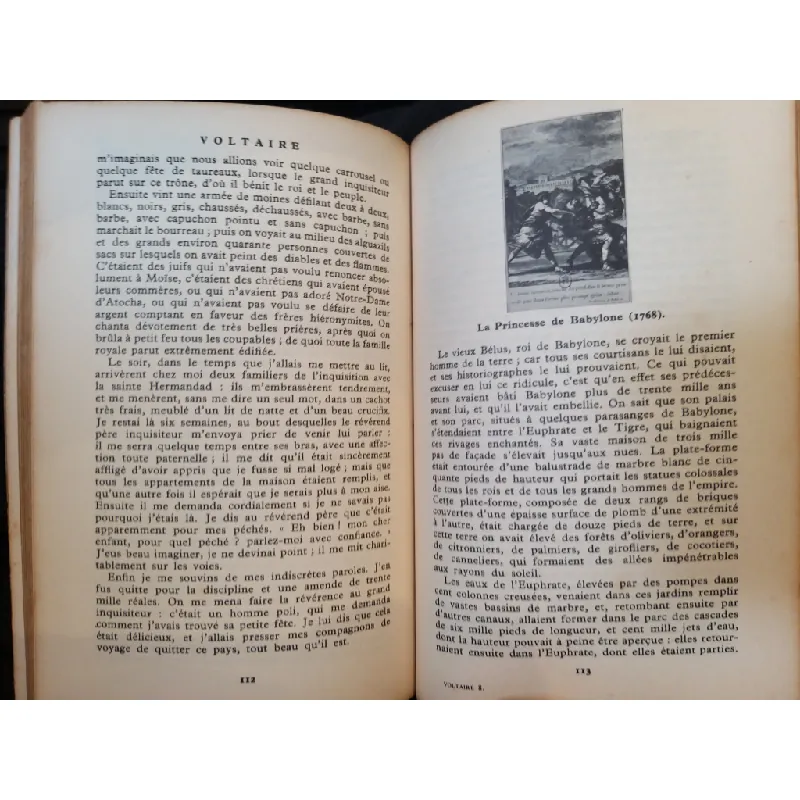 VOLTAIRE
m'imaginais que nous allions voir quelque carrousel ou
quelque fête de taureaux, lorsque le grand inquisiteur
parut sur ce trône, d'où il bénit le roi et le peuple.
Ensuite vint une armée de moines défilant deux à deux,
blancs, noirs, gris, chaussés, déchaussés, avec barbe, sans
barbe, avec capuchon pointu et sans capuchon ; puis
marchait le bourreau ; puis on voyait au milieu des alguazils
et des grands environ quarante personnes couvertes de
sacs sur lesquels on avait peint des diables et des flammes.
C'étaient des juifs qui n'avaient pas voulu renoncer abso-
lument à Moïse, c'étaient des chrétiens qui avaient épousé
leurs commères, ou qui n'avaient pas adoré Notre-Dame
d'Atocha, ou qui n'avaient pas voulu se défaire de leur
argent comptant en faveur des frères hiéronymites. On
chanta dévotement de très belles prières, après quoi on
brûla à petit feu tous les coupables ; de quoi toute la famille
royale parut extrêmement édifiée.
Le soir, dans le temps que j'allais me mettre au lit,
arrivèrent chez moi deux familiers de l'inquisition avec
la sainte Hermandad : ils m'embrassèrent tendrement,
et me menèrent, sans me dire un seul mot, dans un cachot
très frais, meublé d'un lit de natte et d'un beau crucifix.
Je restai là six semaines, au bout desquelles le révérend
père inquisiteur m'envoya prier de venir lui parler :
il me serra quelque temps entre ses bras, avec une affec-
tion toute paternelle ; il me dit qu'il était sincèrement
affligé d'avoir appris que je fusse si mal logé ; mais que
tous les appartements de la maison étaient remplis, et
qu'une autre fois il espérait que je serais plus à mon aise.
Ensuite il me demanda cordialement si je ne savais pas
pourquoi j'étais là. Je dis au révérend père que c'était
apparemment pour mes péchés. « Eh bien ! mon cher
enfant, pour quel péché ? parlez-moi avec confiance. »
J'eus beau imaginer, je ne devinai point ; il me mit chari-
tablement sur les voies.
Enfin je me souvins de mes indiscrètes paroles. J'en
fus quitte pour la discipline et une amende de trente
mille réales. On me mena faire la révérence au grand
inquisiteur : c'était un homme poli, qui me demanda
comment j'avais trouvé sa petite fête. Je lui dis que cela
était délicieux, et j'allais presser mes compagnons de
voyage de quitter ce pays, tout beau qu'il est.
112
La Princesse de Babylone (1768).
Le vieux Bélus, roi de Babylone, se croyait le premier
homme de la terre ; car tous ses courtisans le lui disaient,
et ses historiographes le lui prouvaient. Ce qui pouvait
excuser en lui ce ridicule, c'est qu'en effet ses prédéces-
seurs avaient bâti Babylone plus de trente mille ans
avant lui, et qu'il l'avait embellie. On sait que son palais
et son parc, situés à quelques parasanges de Babylone,
s'étendaient entre l'Euphrate et le Tigre, qui baignaient
ces rivages enchantés. Sa vaste maison de trois mille
pas de façade s'élevait jusqu'aux nues. La plate-forme
était entourée d'une balustrade de marbre blanc de cin-
quante pieds de hauteur qui portait les statues colossales
de tous les rois et de tous les grands hommes de l'empire.
Cette plate-forme, composée de deux rangs de briques
couvertes d'une épaisse surface de plomb d'une extrémité
à l'autre, était chargée de douze pieds de terre, et sur
cette terre on avait élevé des forêts d'oliviers, d'orangers,
de citronniers, de palmiers, de girofliers, de cocotiers,
de canneliers, qui formaient des allées impénétrables
aux rayons du soleil.
Les eaux de l'Euphrate, élevées par des pompes dans
cent colonnes creusées, venaient dans ces jardins remplir
de vastes bassins de marbre, et, retombant ensuite par
d'autres canaux, allaient former dans le parc des cascades
de six mille pieds de longueur, et cent mille jets d'eau,
dont la hauteur pouvait à peine être aperçue : elles retour-
naient ensuite dans l'Euphrate, dont elles étaient parties.
113
VOLTAIRE 8.